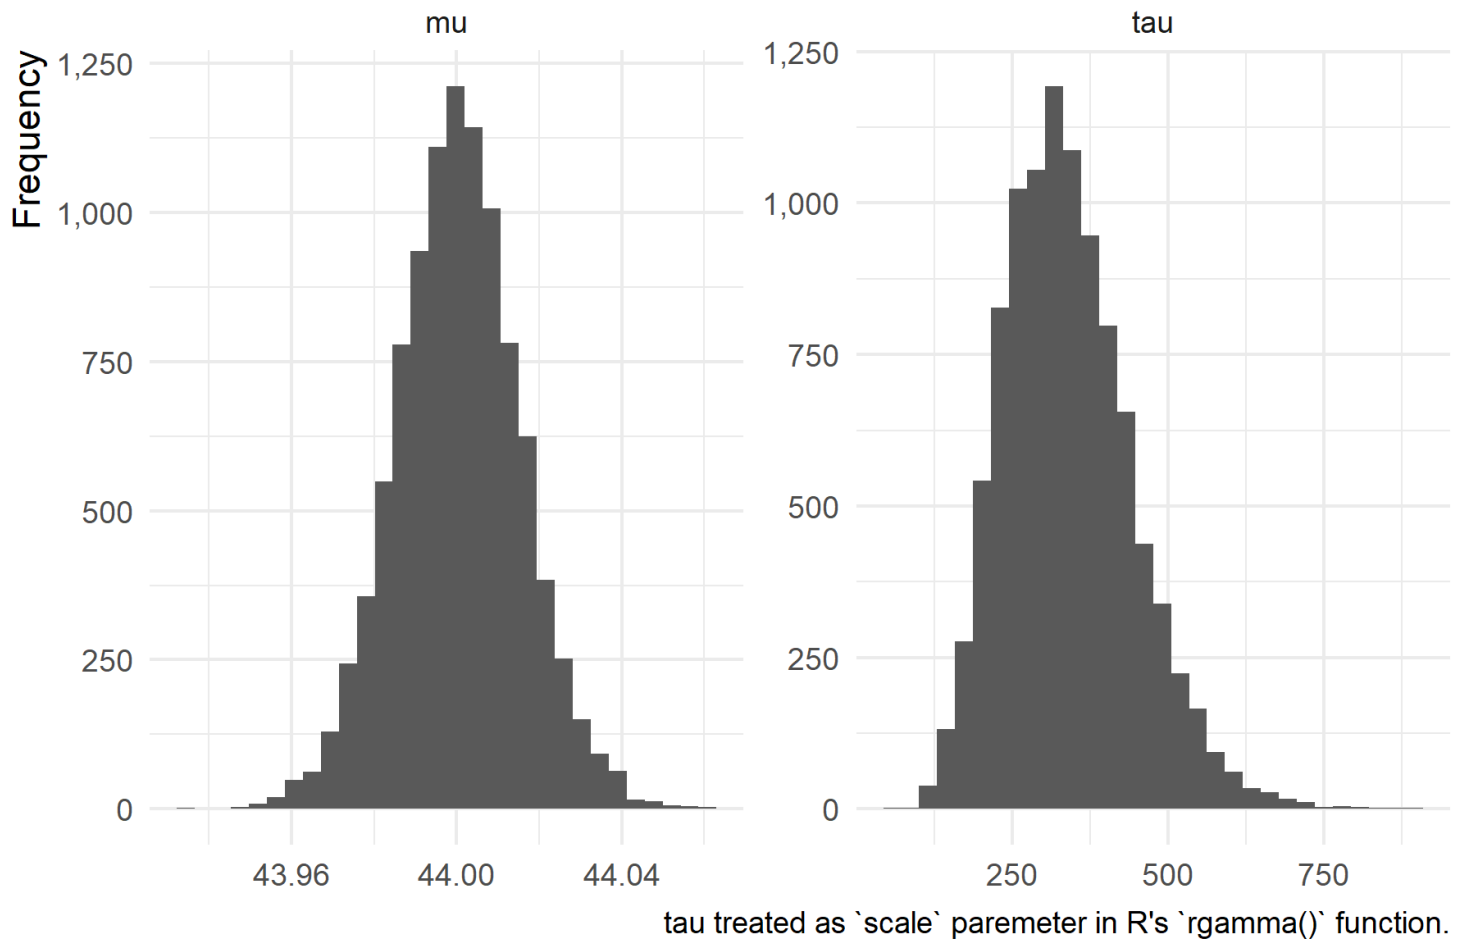 mu
tau
Frequency
1,250
1,000
750
500
250
0
43.96 44.00 44.04
1,250
1,000
750
500
250
0
250 500 750
tau treated as `scale` paremeter in R's `rgamma()` function.